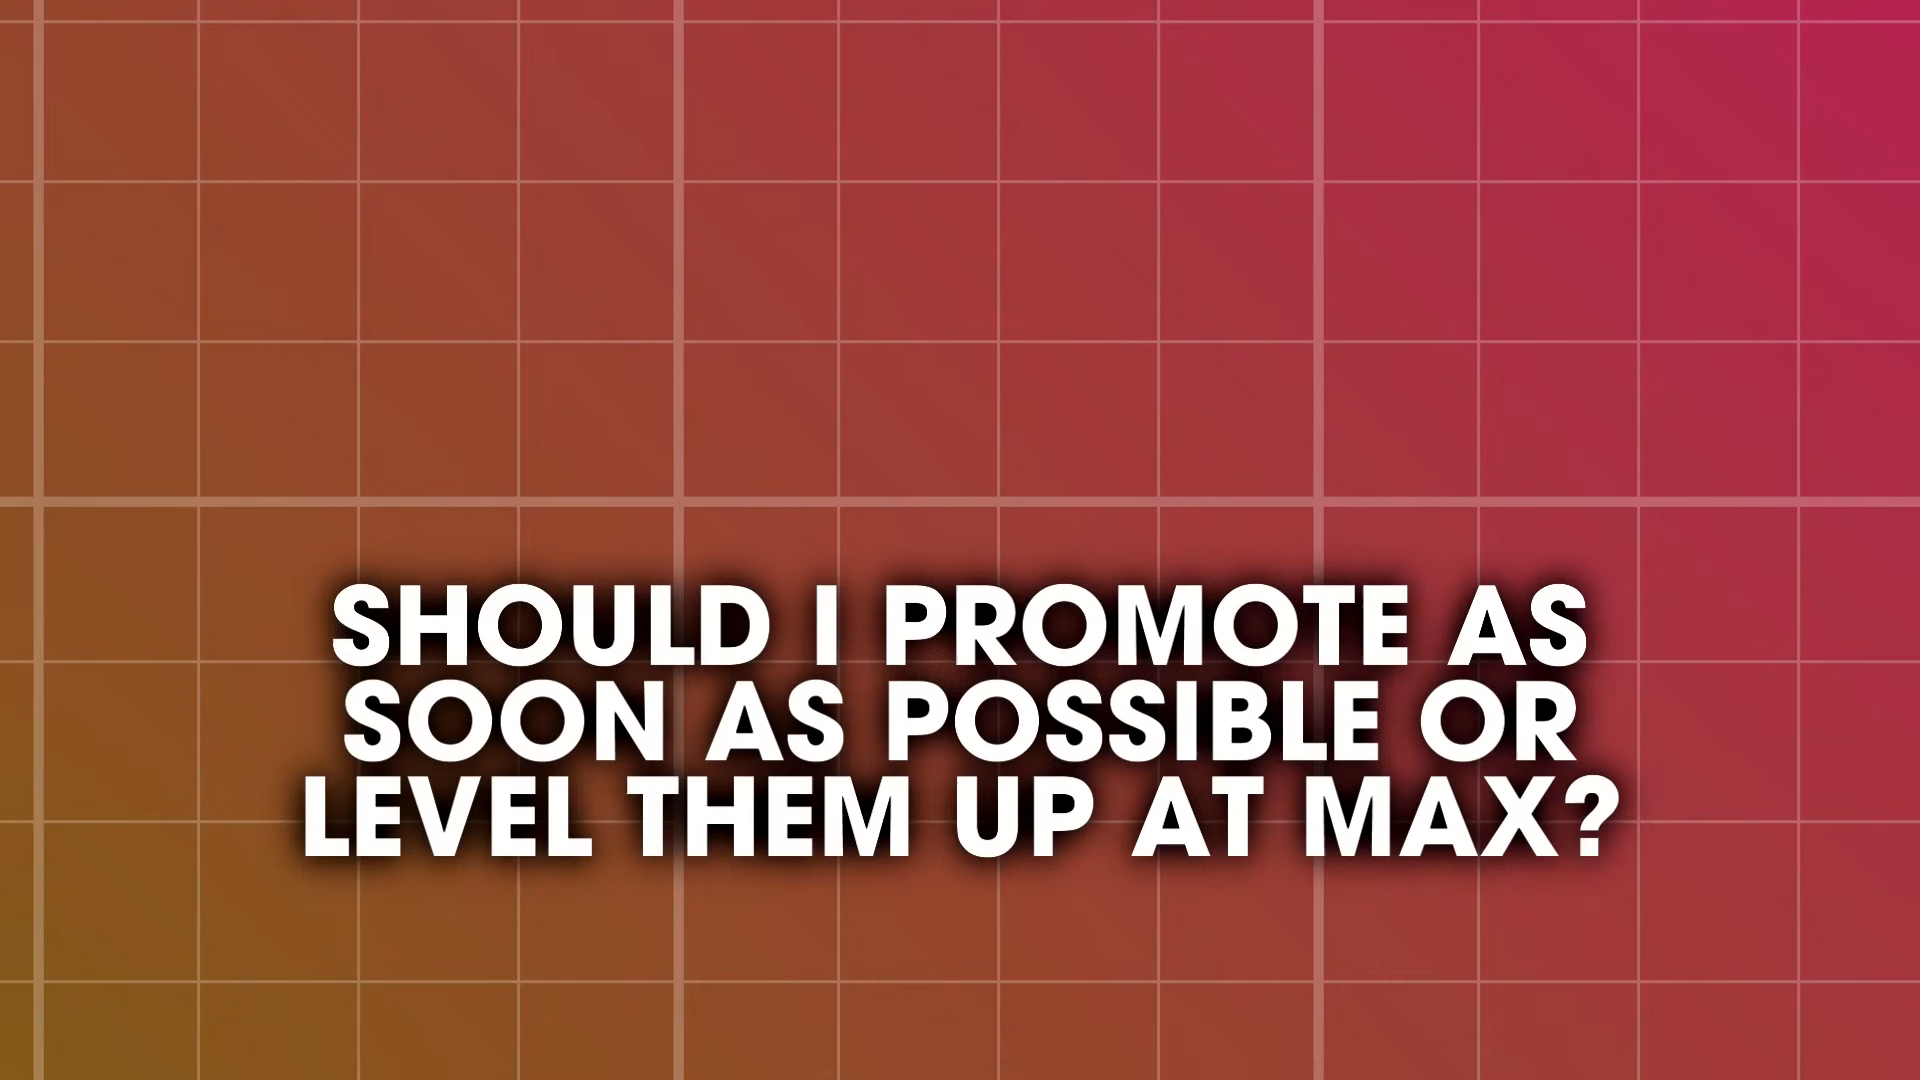 SHOULD I PROMOTE AS
SOON AS POSSIBLE OR
LEVEL THEM UP AT MAX?